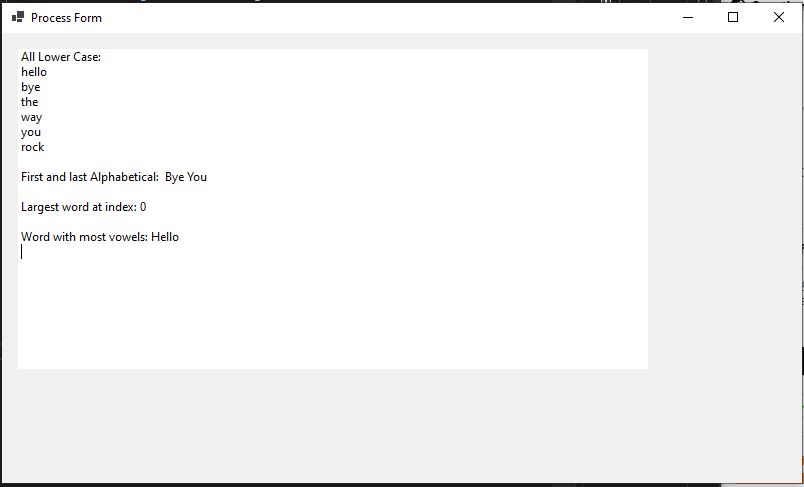 Process Form
All Lower Case:
hello
bye
the
way
you
rock
First and last Alphabetical:  Bye You
Largest word at index: 0
Word with most vowels: Hello